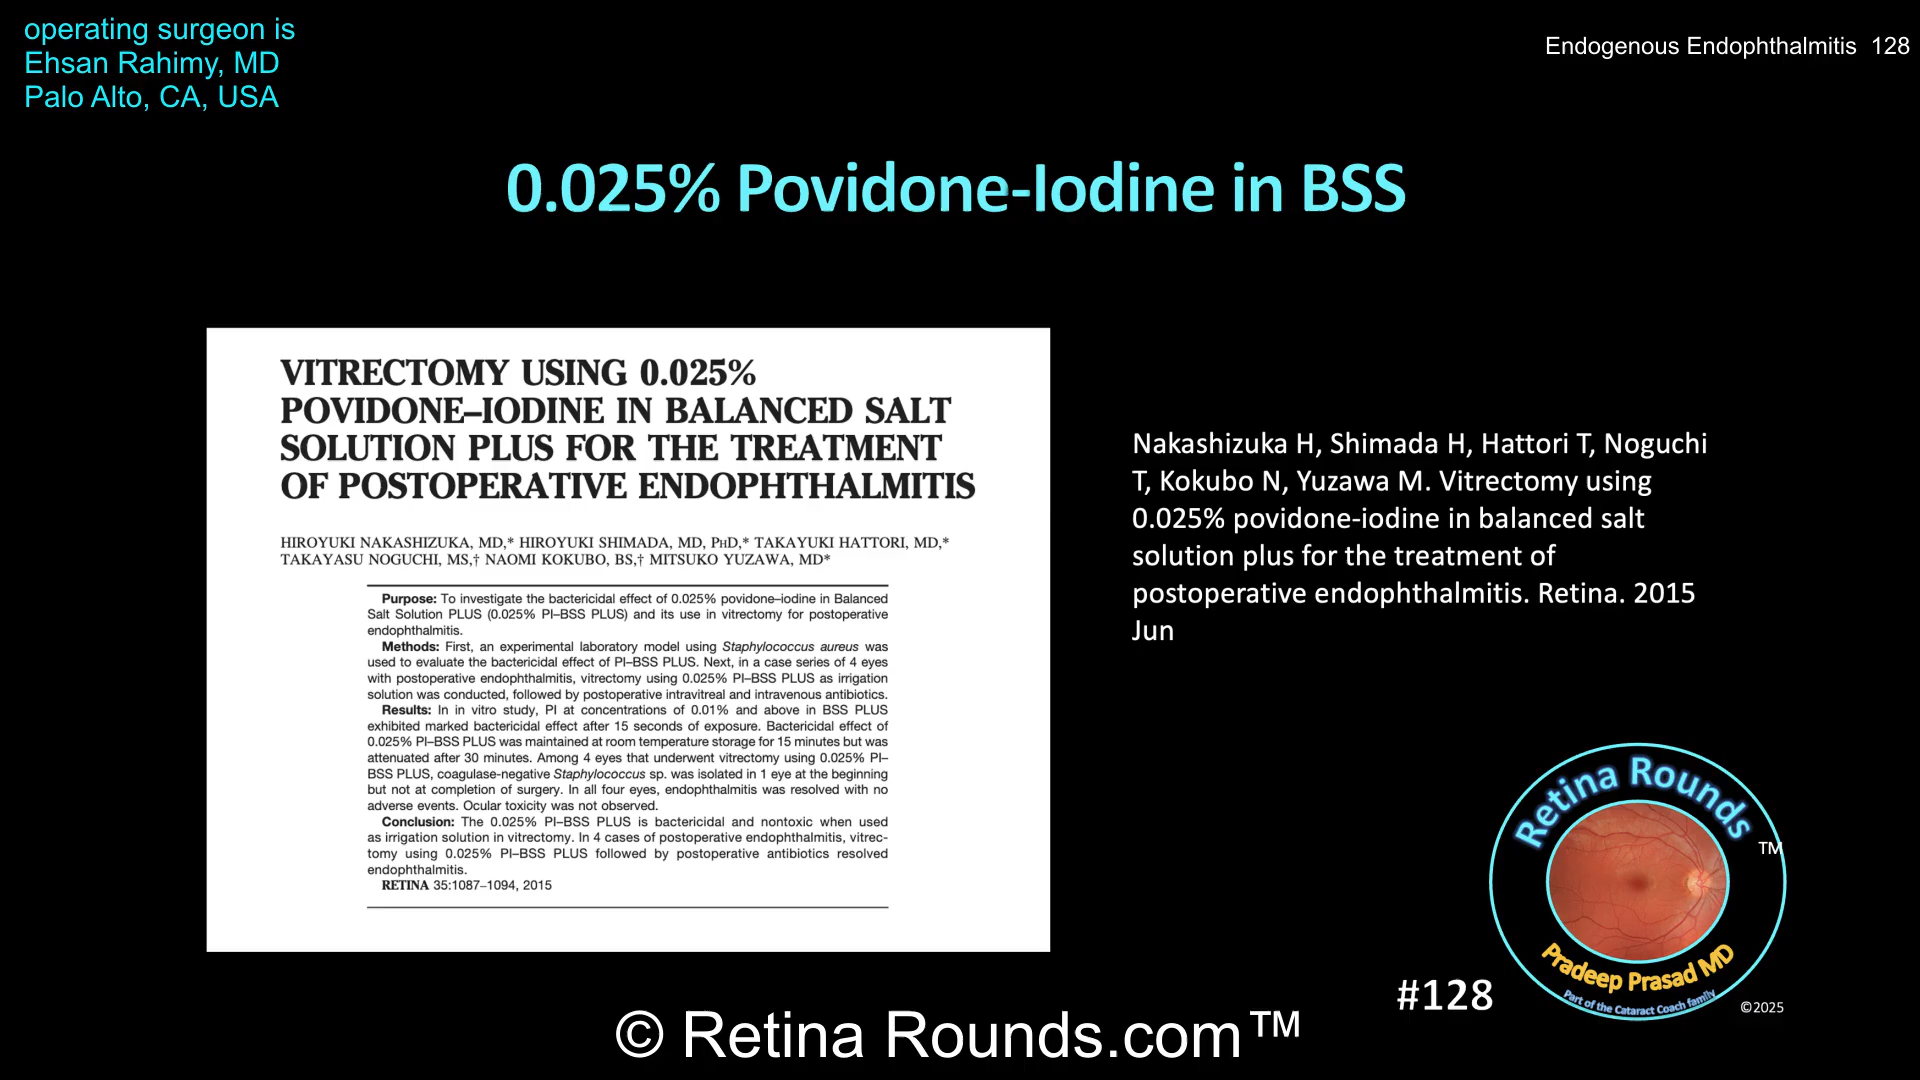 operating surgeon is
Ehsan Rahimy, MD
Palo Alto, CA, USA
Endogenous Endophthalmitis 128
0.025% Povidone-Iodine in BSS
VITRECTOMY USING 0.025%
POVIDONE–IODINE IN BALANCED SALT
SOLUTION PLUS FOR THE TREATMENT
OF POSTOPERATIVE ENDOPHTHALMITIS
HIROYUKI NAKASHIZUKA, MD,* HIROYUKI SHIMADA, MD, PHD,* TAKAYUKI HATTORI, MD,*
TAKAYASU NOGUCHI, MS,† NAOMI KOKUBO, BS,† MITSUKO YUZAWA, MD*
Purpose: To investigate the bactericidal effect of 0.025% povidone–iodine in Balanced
Salt Solution PLUS (0.025% PI–BSS PLUS) and its use in vitrectomy for postoperative
endophthalmitis.
Methods: First, an experimental laboratory model using Staphylococcus aureus was
used to evaluate the bactericidal effect of PI–BSS PLUS. Next, in a case series of 4 eyes
with postoperative endophthalmitis, vitrectomy using 0.025% PI–BSS PLUS as irrigation
solution was conducted, followed by postoperative intravitreal and intravenous antibiotics.
Results: In in vitro study, PI at concentrations of 0.01% and above in BSS PLUS
exhibited marked bactericidal effect after 15 seconds of exposure. Bactericidal effect of
0.025% PI–BSS PLUS was maintained at room temperature storage for 15 minutes but was
attenuated after 30 minutes. Among 4 eyes that underwent vitrectomy using 0.025% PI–
BSS PLUS, coagulase-negative Staphylococcus sp. was isolated in 1 eye at the beginning
but not at completion of surgery. In all four eyes, endophthalmitis was resolved with no
adverse events. Ocular toxicity was not observed.
Conclusion: The 0.025% PI–BSS PLUS is bactericidal and nontoxic when used
as irrigation solution in vitrectomy. In 4 cases of postoperative endophthalmitis, vitrec-
tomy using 0.025% PI–BSS PLUS followed by postoperative antibiotics resolved
endophthalmitis.
RETINA 35:1087–1094, 2015
Nakashizuka H, Shimada H, Hattori T, Noguchi
T, Kokubo N, Yuzawa M. Vitrectomy using
0.025% povidone-iodine in balanced salt
solution plus for the treatment of
postoperative endophthalmitis. Retina. 2015
Jun
Retina Rounds
TM
Pradeep Prasad MD
Part of the Cataract Coach family
©2025
#128
© Retina Rounds.com™